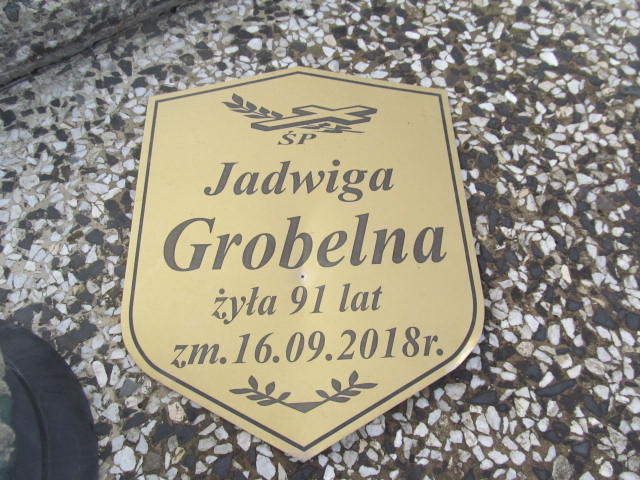 ŚP
Jadwiga
Grobelna
żyła 91 lat
zm.16.09.2018r.